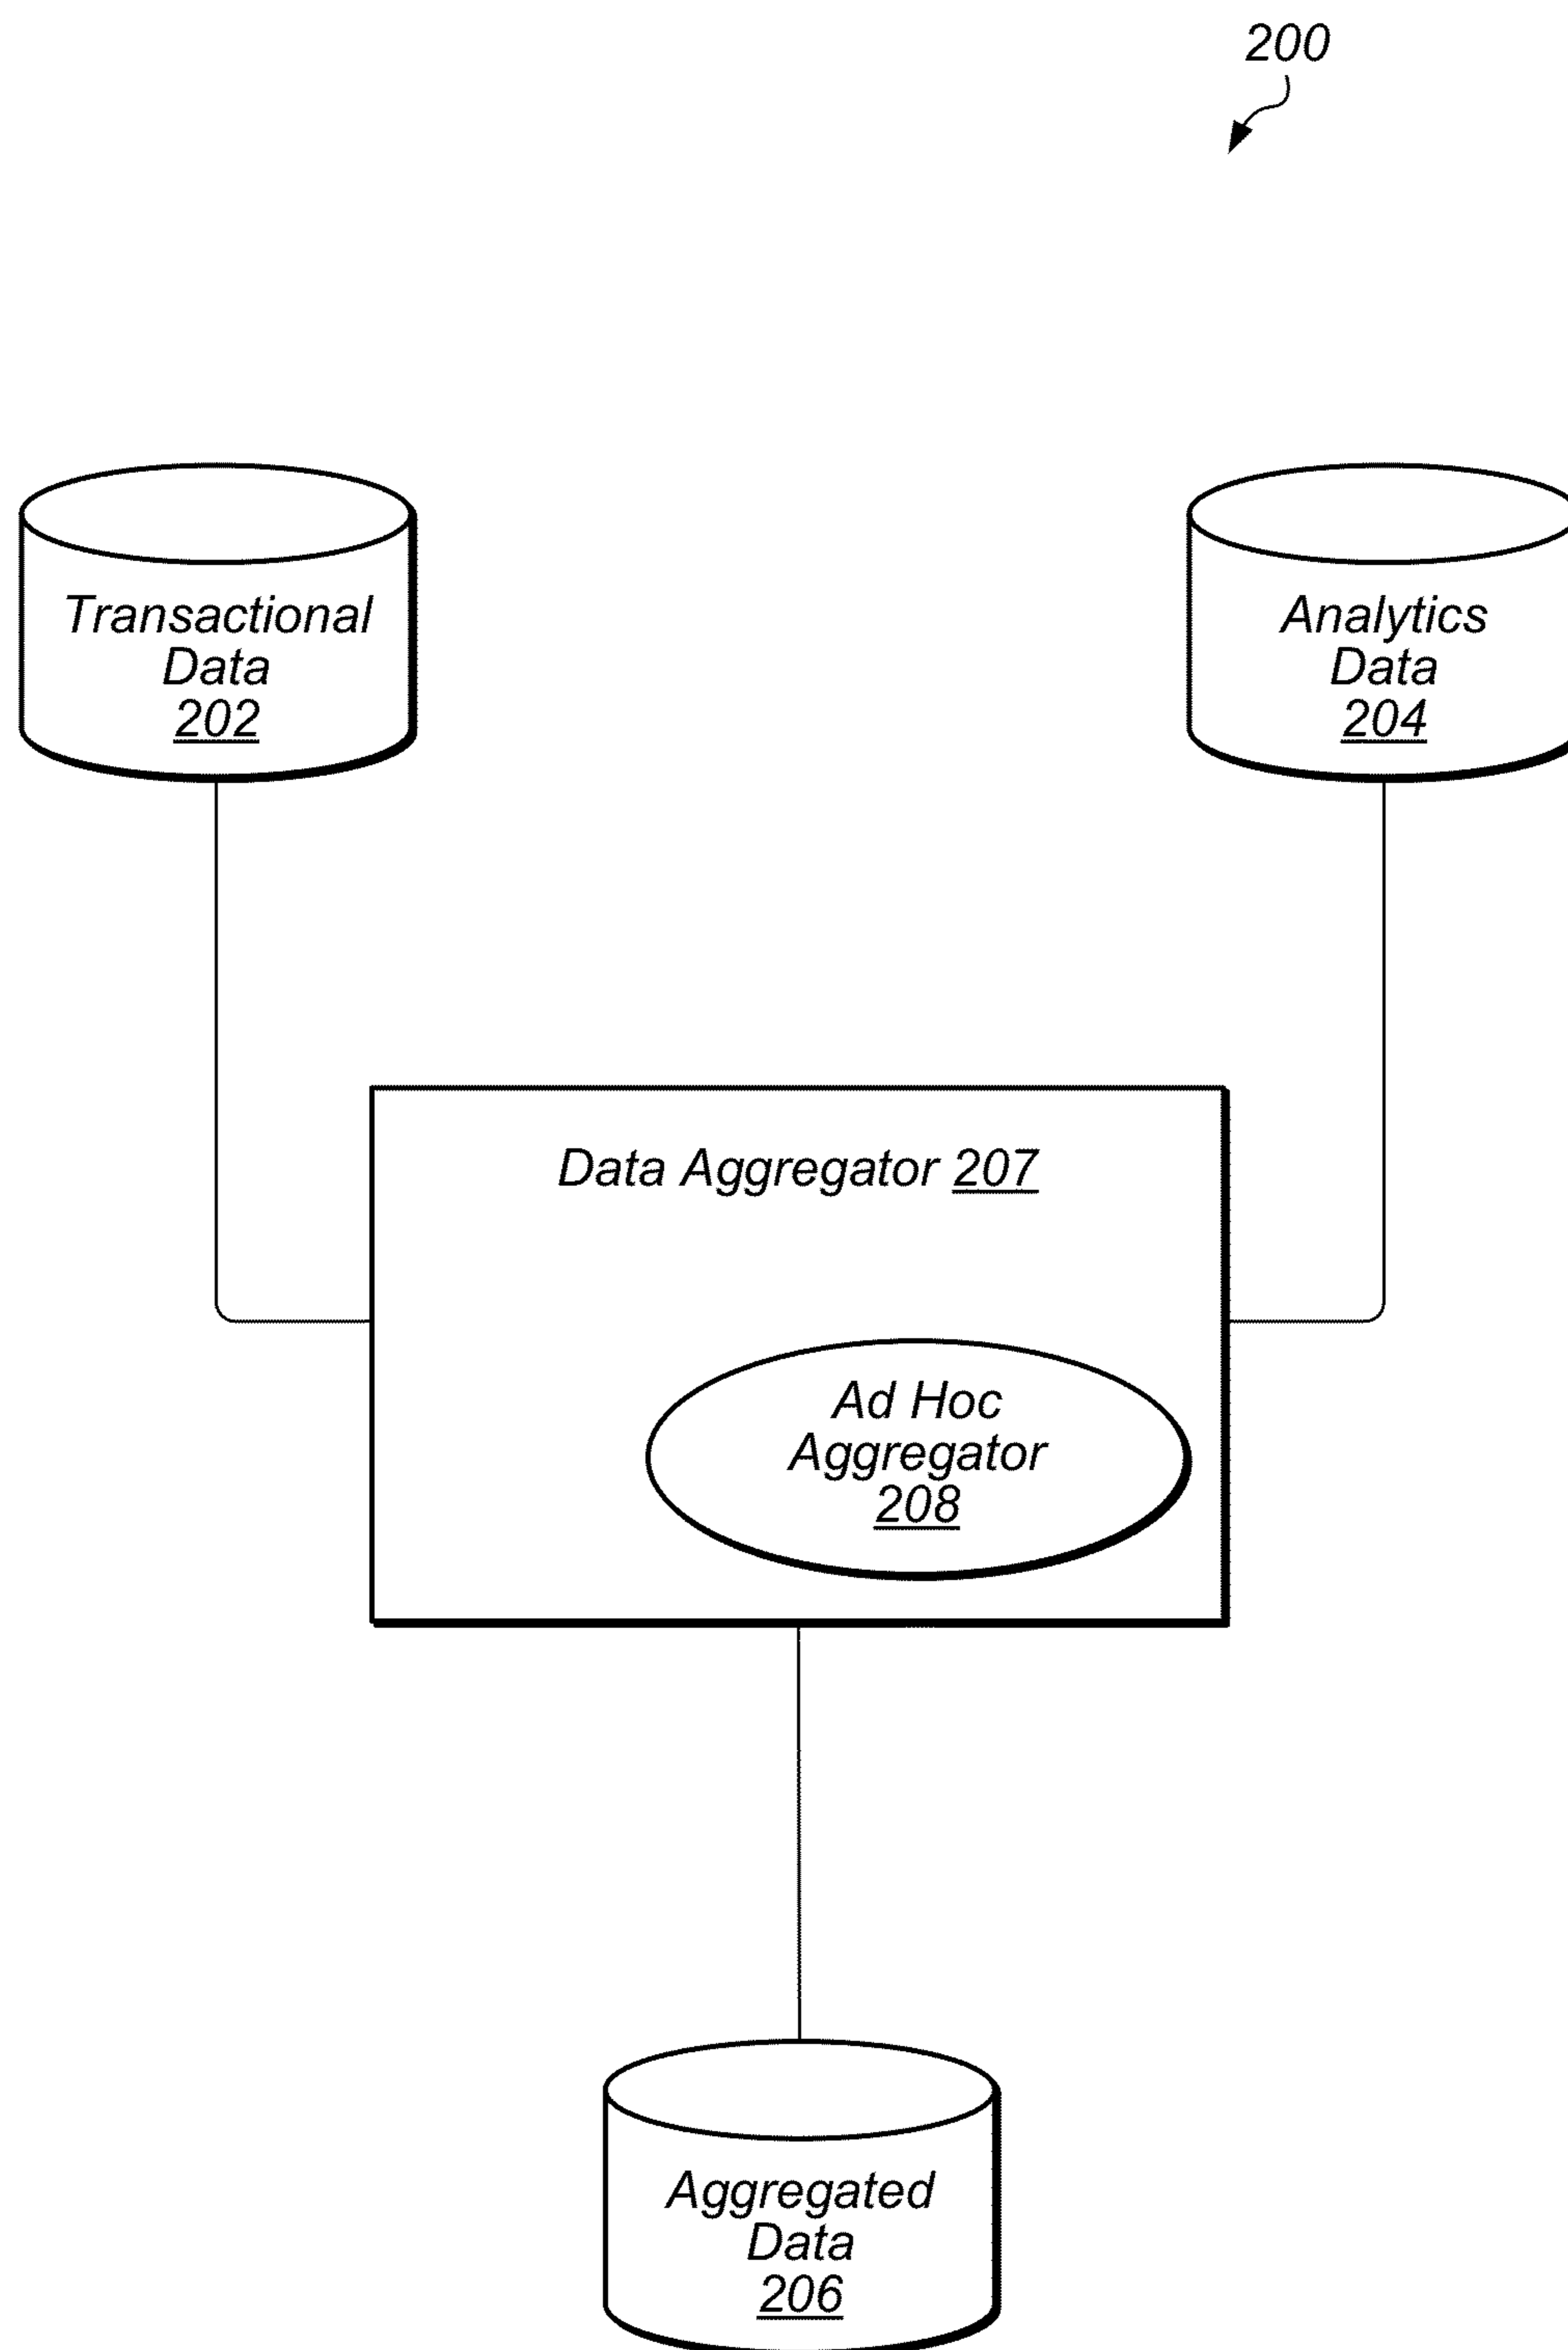 200
Transactional
Data
202
Analytics
Data
204
Data Aggregator 207
Ad Hoc
Aggregator
208
Aggregated
Data
206